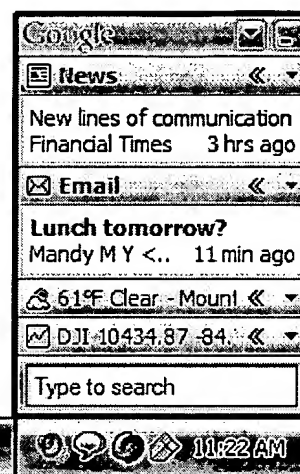 Google
News
New lines of communication
Financial Times 3 hrs ago
Email
Lunch tomorrow?
Mandy M Y <.. 11 min ago
61°F Clear - Mount
DJI 10434.87 -84.
Type to search
11:22 AM